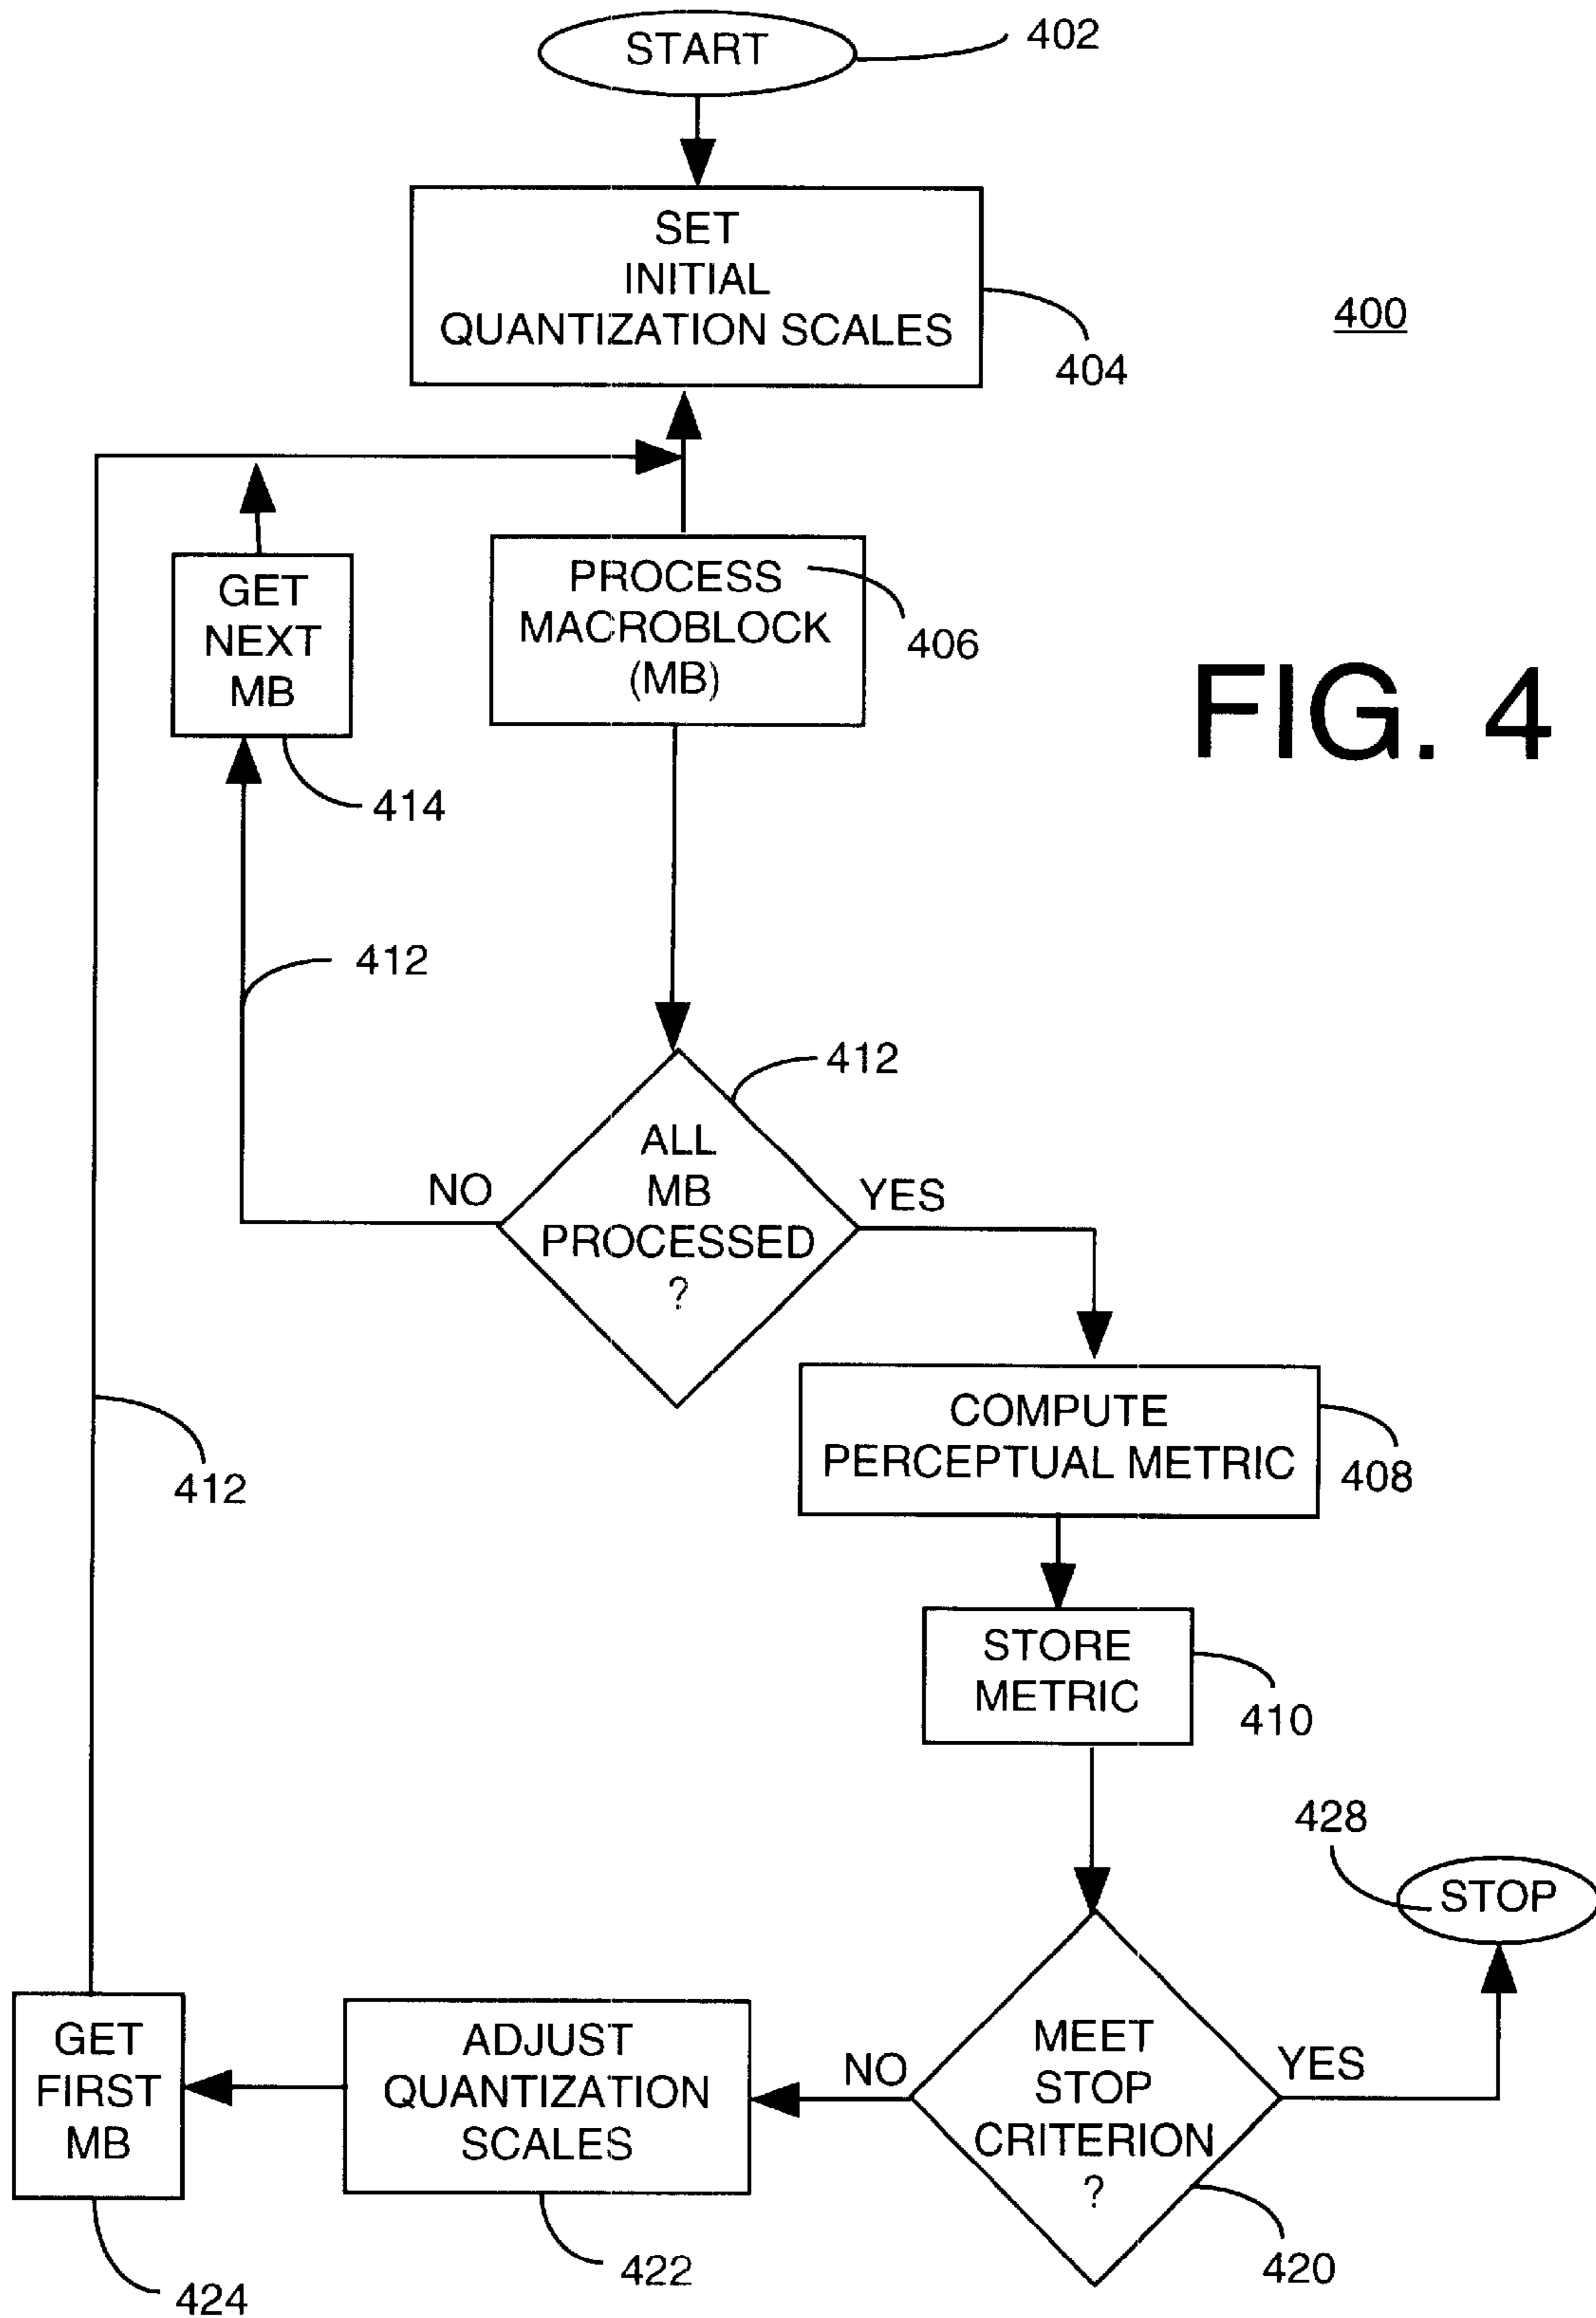 START
402
SET
INITIAL
QUANTIZATION SCALES
404
400
GET
NEXT
MB
414
PROCESS
MACROBLOCK
(MB)
406
FIG. 4
412
412
ALL
MB
PROCESSED
?
NO
YES
COMPUTE
PERCEPTUAL METRIC
408
412
STORE
METRIC
410
428
STOP
MEET
STOP
CRITERION
?
NO
YES
420
ADJUST
QUANTIZATION
SCALES
422
GET
FIRST
MB
424